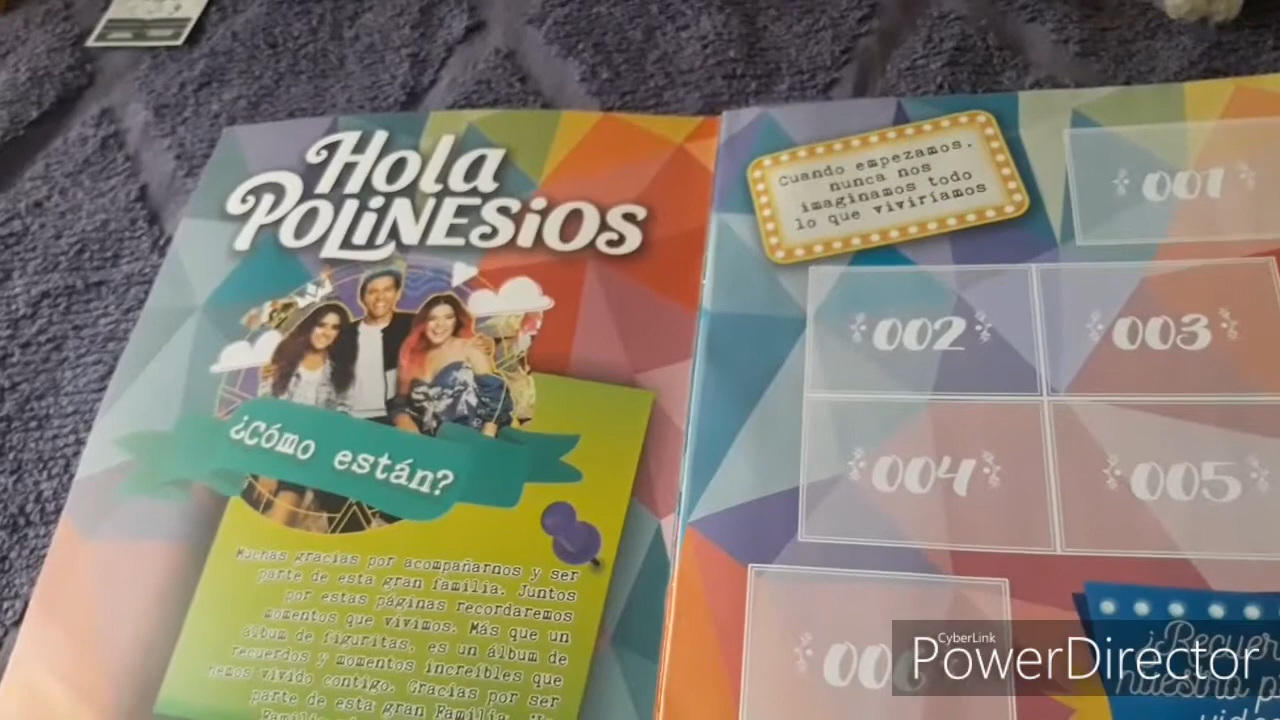 Hola
POLINESIOS
¿Cómo están?
Muchas gracias por acompañarnos y ser
parte de esta gran familia. Juntos
por estas páginas recordaremos
momentos que vivimos. Más que un
álbum de figuritas, es un álbum de
recuerdos y momentos increíbles que
hemos vivido contigo. Gracias por ser
parte de esta gran Familia.
Cuando empezamos,
nunca nos
imaginamos todo
lo que viviríamos
001
002
003
004
005
006
nuestro
CyberLink
PowerDirector